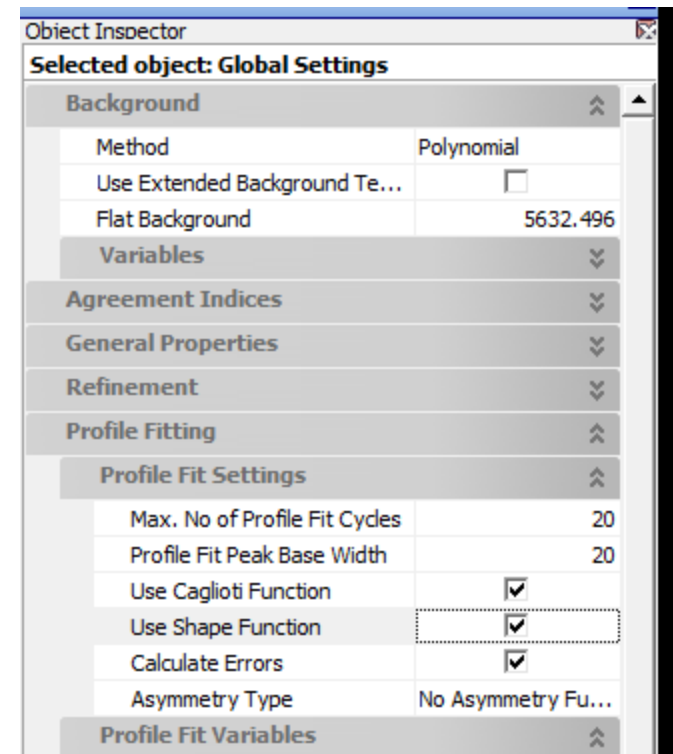 Object Inspector
Selected object: Global Settings
Background
Method Polynomial
Use Extended Background Te...
Flat Background 5632.496
Variables
Agreement Indices
General Properties
Refinement
Profile Fitting
Profile Fit Settings
Max. No of Profile Fit Cycles 20
Profile Fit Peak Base Width 20
Use Caglioti Function
Use Shape Function
Calculate Errors
Asymmetry Type No Asymmetry Fu...
Profile Fit Variables